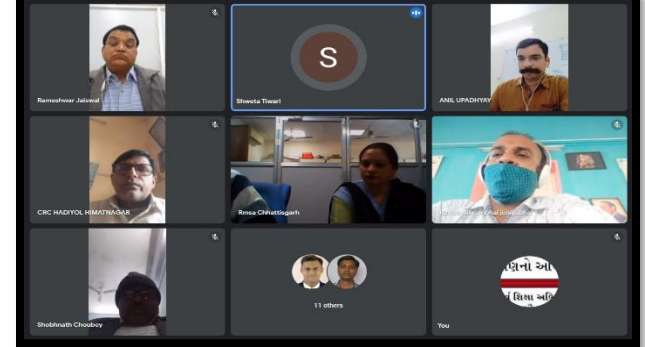 Rameshwar Jaiswal
S
Shweta Tiwari
ANIL UPADHYAY
CRC HADIYOL HIMATNAGAR
Rmsa Chhattisgarh
Shobhnath Choubey
11 others
You